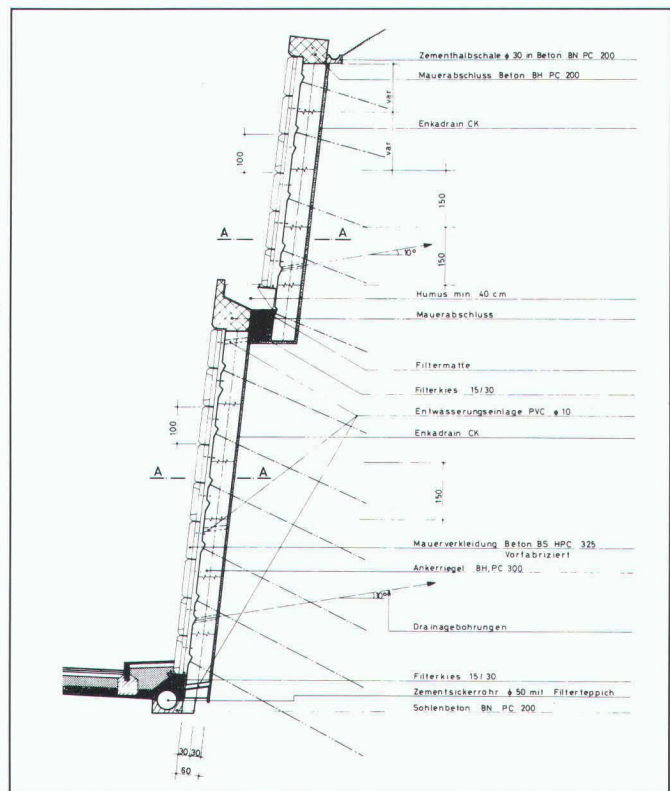 Zementhalbschale ϕ 30 in Beton BN PC 200
Mauerabschluss Beton BH PC 200
var
Enkadrain CK
var
100
150
A A
150
10°
Humus min. 40 cm
Mauerabschluss
Filtermatte
Filterkies 15/30
Entwasserungseinlage PVC ϕ 10
100
Enkadrain CK
A A
150
Mauerverkleidung Beton BS HPC 325
Vorfabriziert
Ankerriegel BH, PC 300
10°
Drainagebohrungen
Filterkies 15/30
Zementsickerrohr ϕ 50 mit Filterteppich
Sohlenbeton BN PC 200
30 30
60